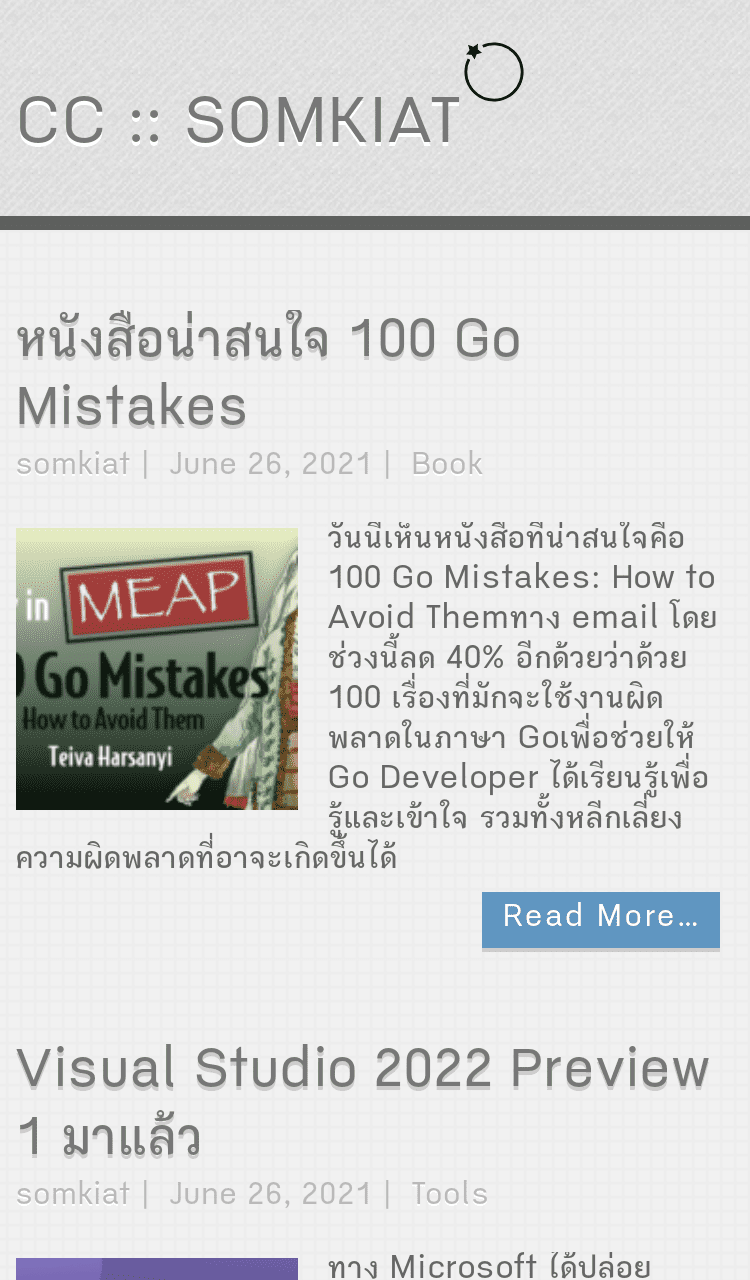 CC :: SOMKIAT
หนังสือน่าสนใจ 100 Go
Mistakes
somkiat | June 26, 2021 | Book
วันนี้เห็นหนังสือที่น่าสนใจคือ
100 Go Mistakes: How to
Avoid Themทาง email โดย
ช่วงนี้ลด 40% อีกด้วยว่าด้วย
100 เรื่องที่มักจะใช้งานผิด
พลาดในภาษา Goเพื่อช่วยให้
Go Developer ได้เรียนรู้เพื่อ
รู้และเข้าใจ รวมทั้งหลีกเลี่ยง
ความผิดพลาดที่อาจจะเกิดขึ้นได้
in
MEAP
Go Mistakes
How to Avoid Them
Teiva Harsanyi
Read More…
Visual Studio 2022 Preview
1 มาแล้ว
somkiat | June 26, 2021 | Tools
ทาง Microsoft ได้ปล่อย